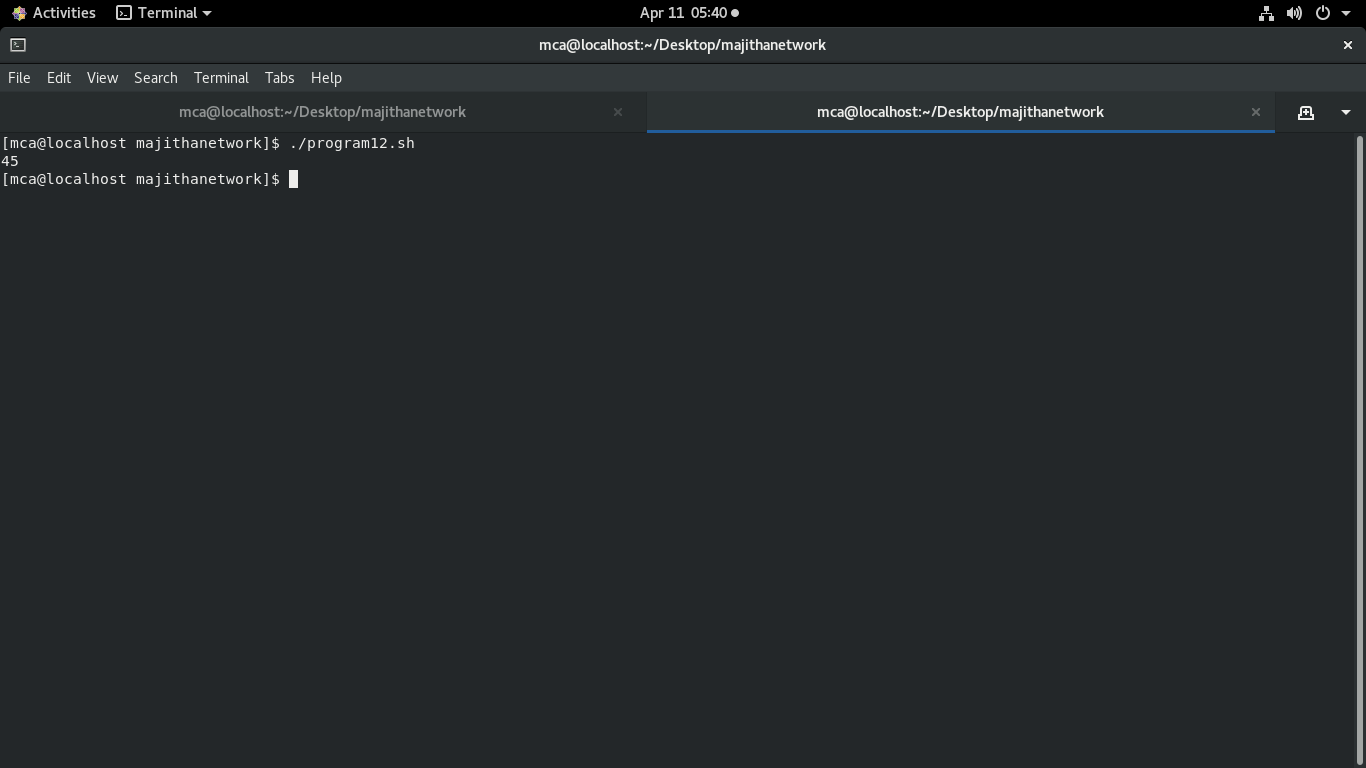 Activities Terminal Apr 11 05:40
mca@localhost:~/Desktop/majithanetwork
File Edit View Search Terminal Tabs Help
mca@localhost:~/Desktop/majithanetwork mca@localhost:~/Desktop/majithanetwork
[mca@localhost majithanetwork]$ ./program12.sh
45
[mca@localhost majithanetwork]$